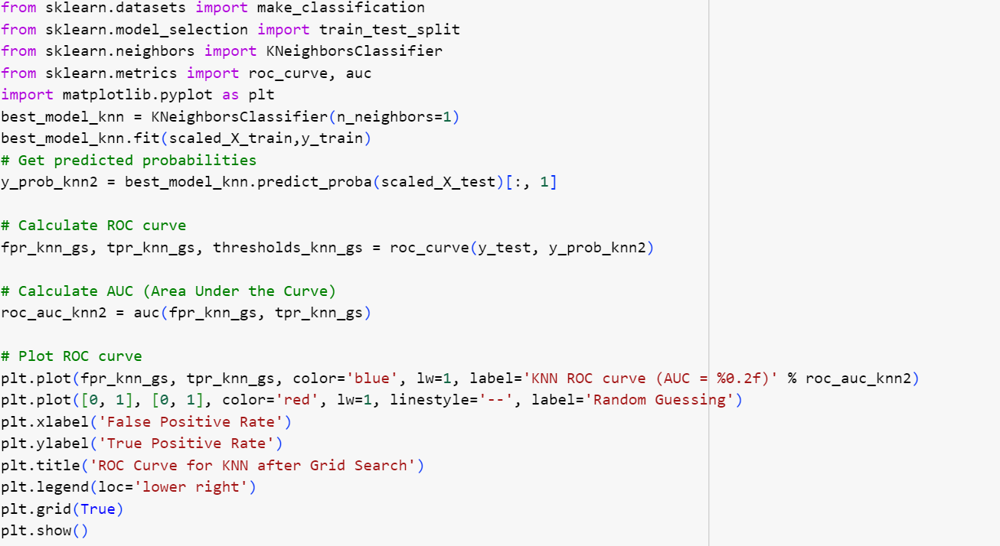 from sklearn.datasets import make_classification
from sklearn.model_selection import train_test_split
from sklearn.neighbors import KNeighborsClassifier
from sklearn.metrics import roc_curve, auc
import matplotlib.pyplot as plt
best_model_knn = KNeighborsClassifier(n_neighbors=1)
best_model_knn.fit(scaled_X_train,y_train)
# Get predicted probabilities
y_prob_knn2 = best_model_knn.predict_proba(scaled_X_test)[:, 1]
# Calculate ROC curve
fpr_knn_gs, tpr_knn_gs, thresholds_knn_gs = roc_curve(y_test, y_prob_knn2)
# Calculate AUC (Area Under the Curve)
roc_auc_knn2 = auc(fpr_knn_gs, tpr_knn_gs)
# Plot ROC curve
plt.plot(fpr_knn_gs, tpr_knn_gs, color='blue', lw=1, label='KNN ROC curve (AUC = %0.2f)' % roc_auc_knn2)
plt.plot([0, 1], [0, 1], color='red', lw=1, linestyle='--', label='Random Guessing')
plt.xlabel('False Positive Rate')
plt.ylabel('True Positive Rate')
plt.title('ROC Curve for KNN after Grid Search')
plt.legend(loc='lower right')
plt.grid(True)
plt.show()